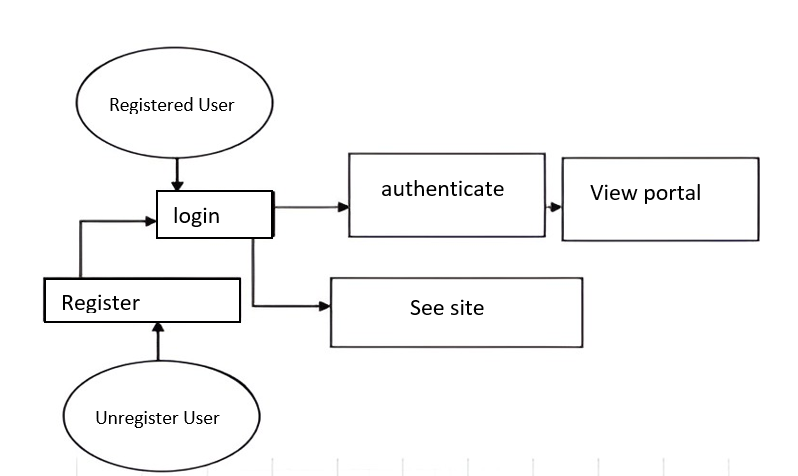 Registered User
authenticate
View portal
login
Register
See site
Unregister User